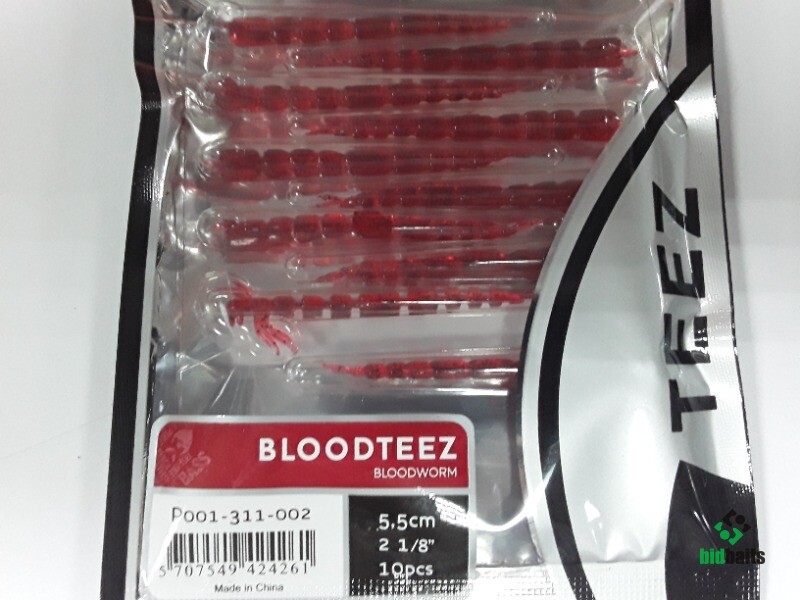 TEEZ
BLOODTEEZ
BLOODWORM
BASS
P001-311-002
5,5cm
2 1/8"
10pcs
5 707549 424261
Made in China
bidbaits